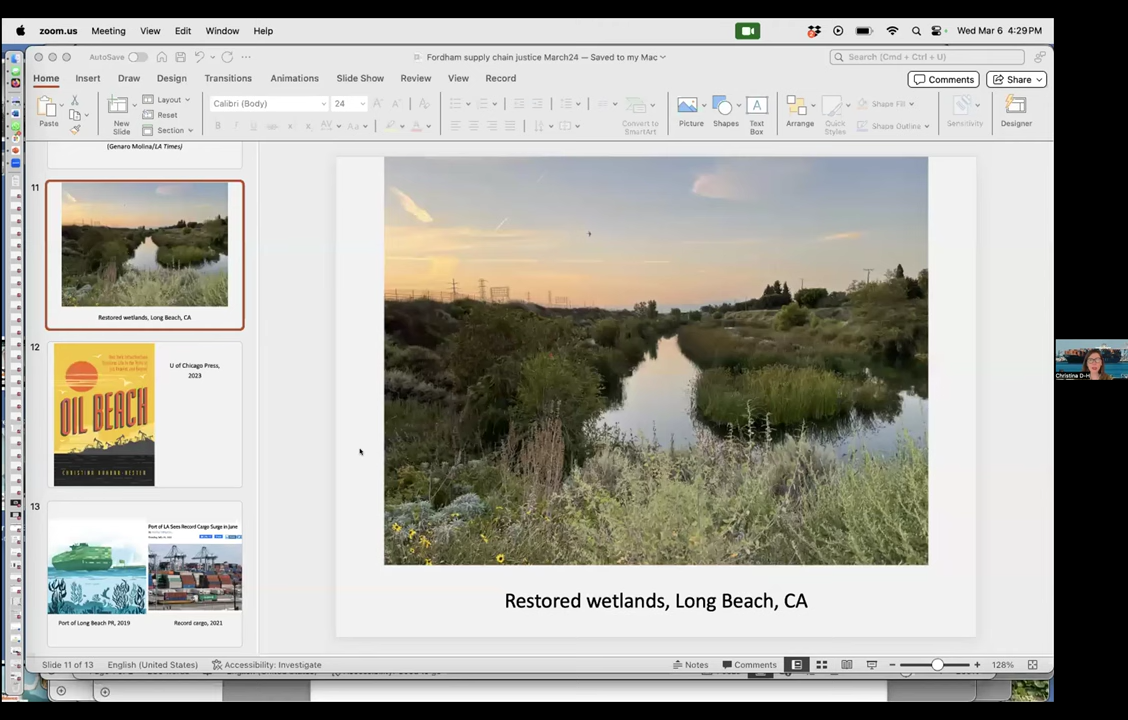 zoom.us Meeting View Edit Window Help Wed Mar 6 4:29 PM
AutoSave Fordham supply chain justice March24 — Saved to my Mac Search (Cmd + Ctrl + U)
Home Insert Draw Design Transitions Animations Slide Show Review View Record Comments Share
Paste
New Slide
Layout
Reset
Section
Calibri (Body) 24
Convert to SmartArt
Picture
Shapes
Text Box
Arrange
Quick Styles
Shape Fill
Shape Outline
Sensitivity
Designer
(Genaro Molina/LA Times)
11
Restored wetlands, Long Beach, CA
12
OIL BEACH
U of Chicago Press,
2023
13
Port of LA Sees Record Cargo Surge in June
Port of Long Beach PR, 2019 Record cargo, 2021
Restored wetlands, Long Beach, CA
Christina D-H
Slide 11 of 13 English (United States) Accessibility: Investigate Notes Comments 128%